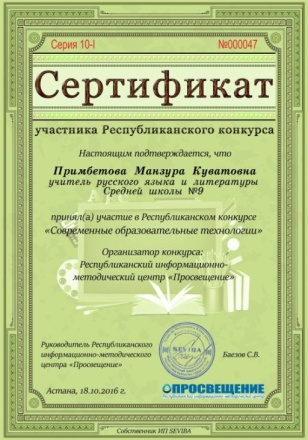 Серия 10-I №000047
Сертификат
участника Республиканского конкурса
Настоящим подтверждается, что
Примбетова Манзура Куватовна
учитель русского языка и литературы
Средней школы №9
принял(а) участие в Республиканском конкурсе
«Современные образовательные технологии»
Организатор конкурса:
Республиканский информационно-
методический центр «Просвещение»
Руководитель Республиканского
информационно-методического
центра «Просвещение»
Баезов С.В.
SEVIBA
ПРОСВЕЩЕНИЕ
Астана, 18.10.2016 г.
Собственник ИП SEVIBA